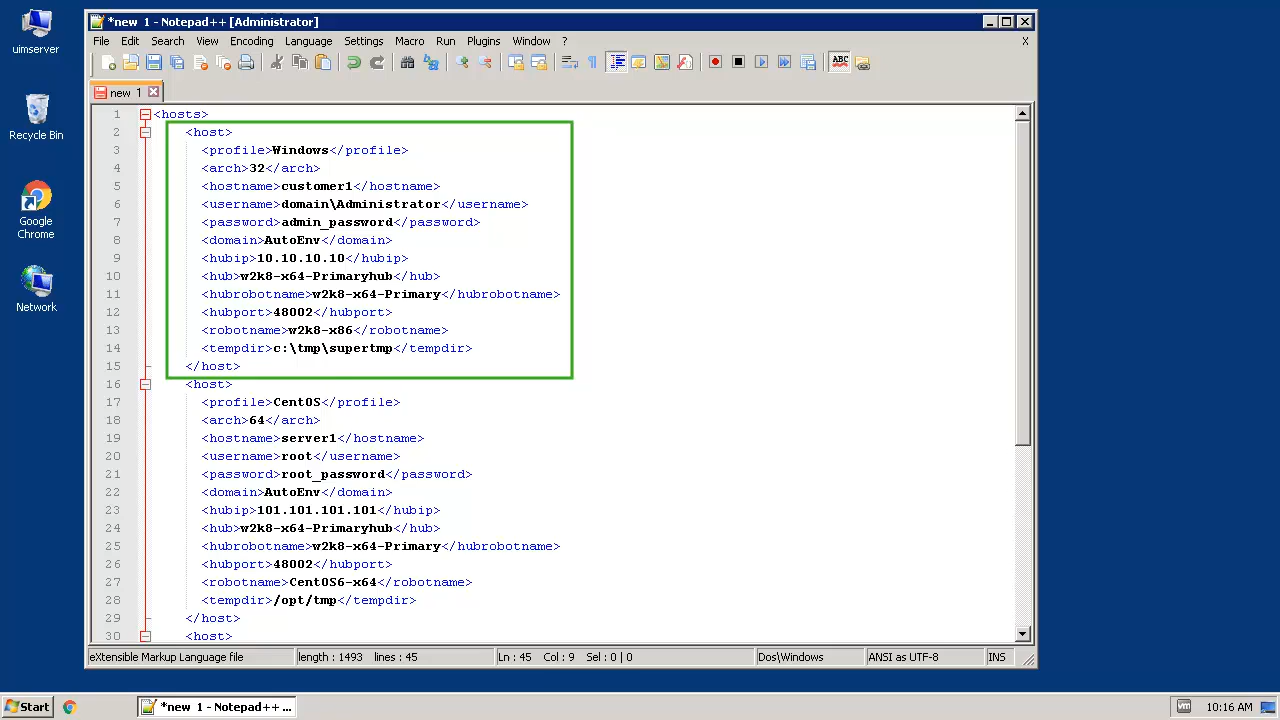 *new  1 - Notepad++ [Administrator]
File Edit Search View Encoding Language Settings Macro Run Plugins Window ? X
ABC
new  1
1 <hosts>
2 <host>
3 <profile>Windows</profile>
4 <arch>32</arch>
5 <hostname>customer1</hostname>
6 <username>domain\Administrator</username>
7 <password>admin_password</password>
8 <domain>AutoEnv</domain>
9 <hubip>10.10.10.10</hubip>
10 <hub>w2k8-x64-Primaryhub</hub>
11 <hubrobotname>w2k8-x64-Primary</hubrobotname>
12 <hubport>48002</hubport>
13 <robotname>w2k8-x86</robotname>
14 <tempdir>c:\tmp\supertmp</tempdir>
15 </host>
16 <host>
17 <profile>CentOS</profile>
18 <arch>64</arch>
19 <hostname>server1</hostname>
20 <username>root</username>
21 <password>root_password</password>
22 <domain>AutoEnv</domain>
23 <hubip>101.101.101.101</hubip>
24 <hub>w2k8-x64-Primaryhub</hub>
25 <hubrobotname>w2k8-x64-Primary</hubrobotname>
26 <hubport>48002</hubport>
27 <robotname>CentOS6-x64</robotname>
28 <tempdir>/opt/tmp</tempdir>
29 </host>
30 <host>
eXtensible Markup Language file length : 1493 lines : 45 Ln : 45 Col : 9 Sel : 0 | 0 Dos\Windows ANSI as UTF-8 INS
uimserver
Recycle Bin
Google
Chrome
Network
Start *new  1 - Notepad++ ... vm 10:16 AM